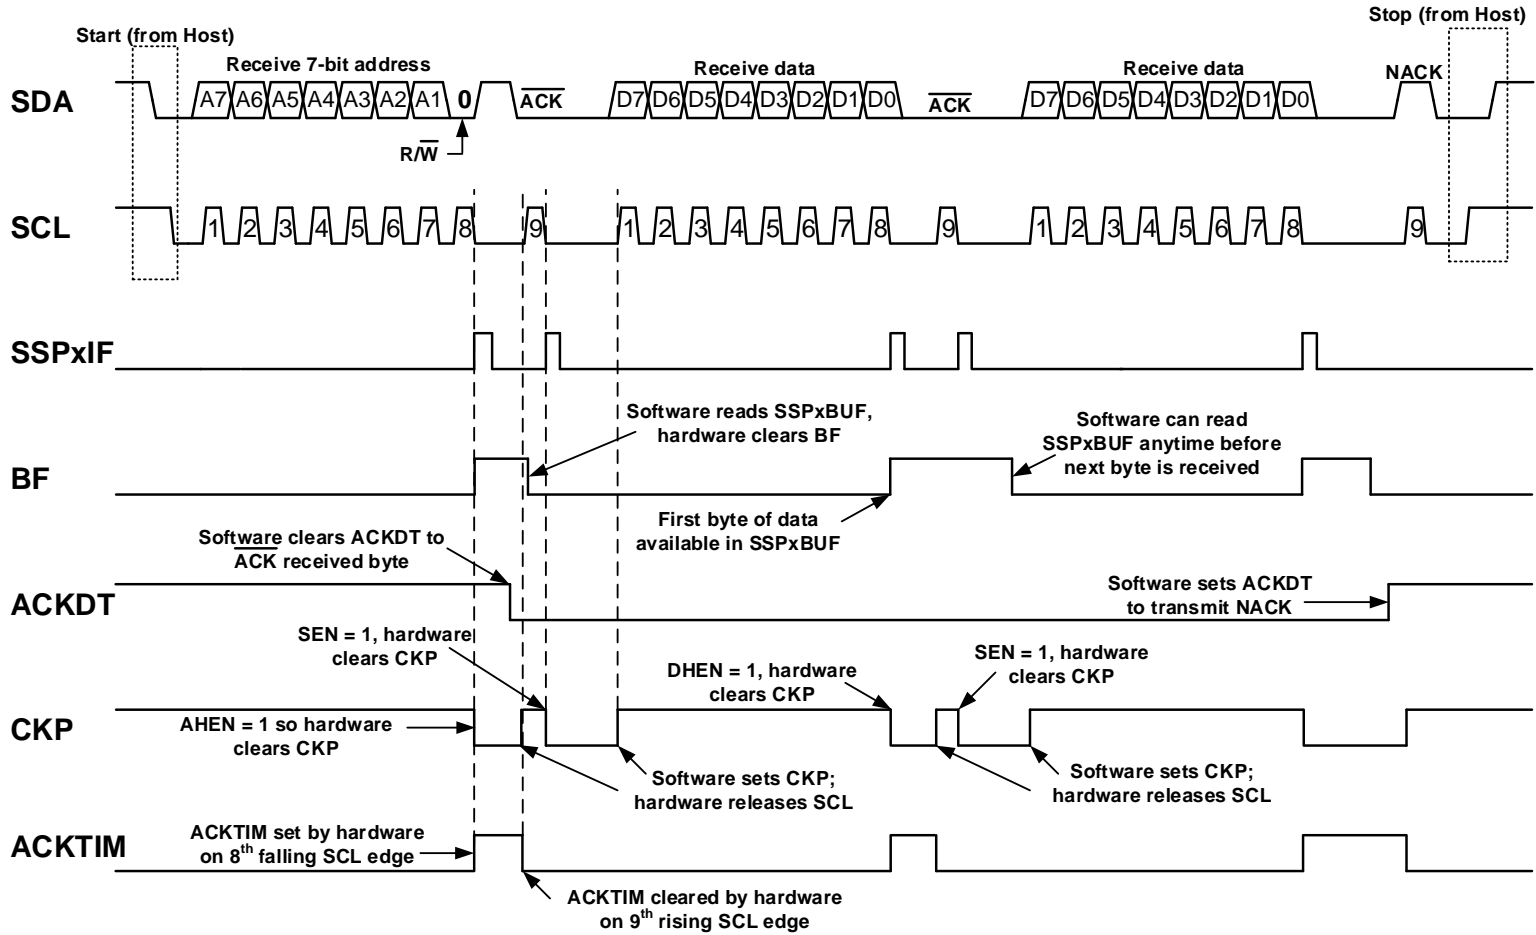 Stop (from Host)
Start (from Host)
Receive 7-bit address
Receive data
Receive data
NACK
SDA
A7 A6 A5 A4 A3 A2 A1 0 ACK D7 D6 D5 D4 D3 D2 D1 D0 ACK D7 D6 D5 D4 D3 D2 D1 D0
R/W
SCL
1 2 3 4 5 6 7 8 9 1 2 3 4 5 6 7 8 9 1 2 3 4 5 6 7 8 9
SSPxIF
Software reads SSPxBUF,
hardware clears BF
Software can read
SSPxBUF anytime before
next byte is received
BF
First byte of data
available in SSPxBUF
Software clears ACKDT to
ACK received byte
ACKDT
Software sets ACKDT
to transmit NACK
SEN = 1, hardware
clears CKP
DHEN = 1, hardware
clears CKP
SEN = 1, hardware
clears CKP
CKP
AHEN = 1 so hardware
clears CKP
Software sets CKP;
hardware releases SCL
Software sets CKP;
hardware releases SCL
ACKTIM
ACKTIM set by hardware
on 8th falling SCL edge
ACKTIM cleared by hardware
on 9th rising SCL edge